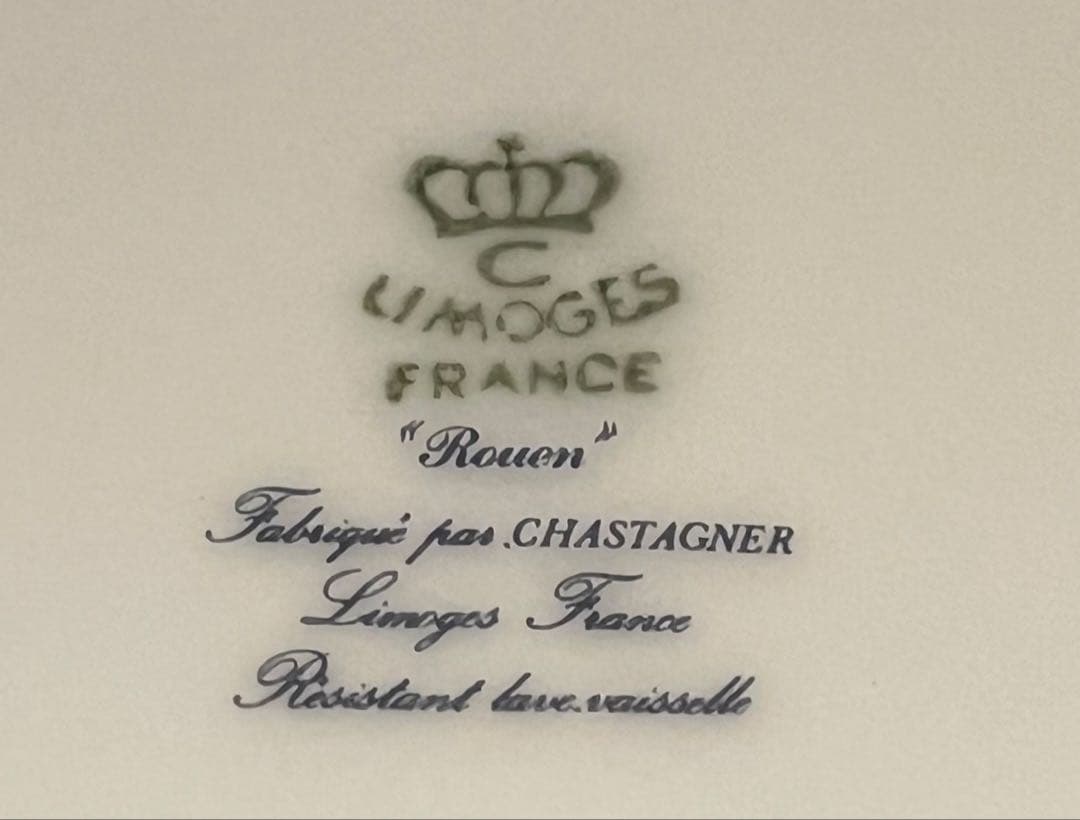 C
LIMOGES
FRANCE
"Rouen"
Fabriqué par.CHASTAGNER
Limoges France
Résistant lave.vaisselle